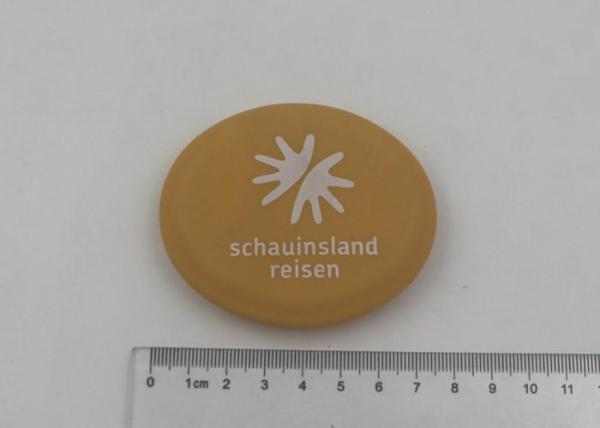 schauinsland
reisen
0 1cm 2 3 4 5 6 7 8 9 10 11